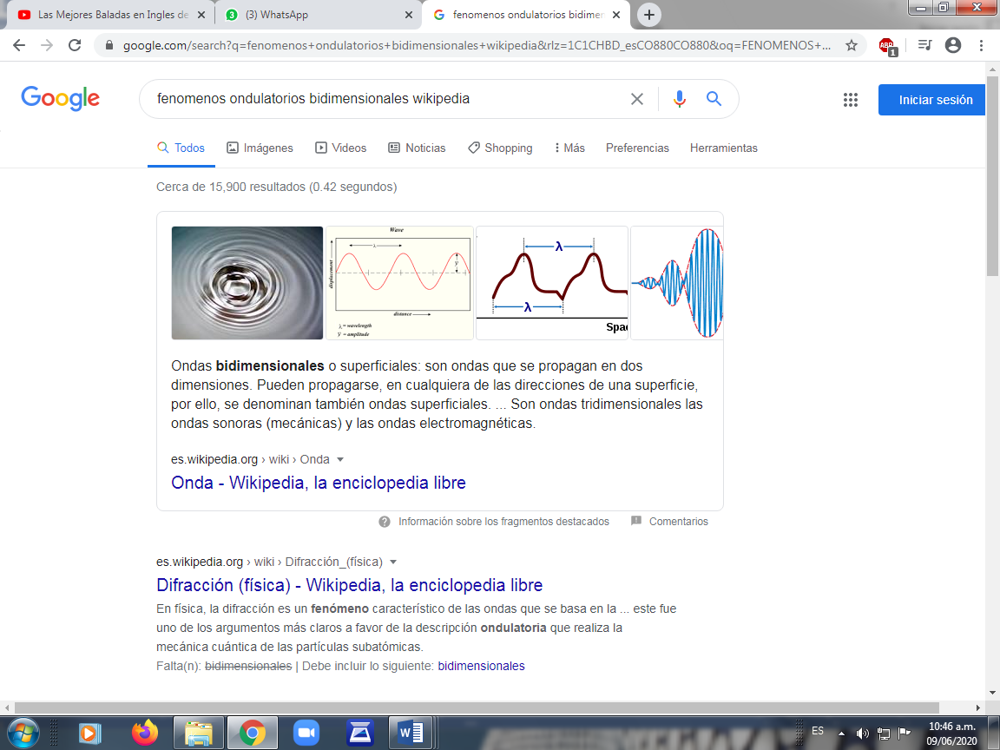 Las Mejores Baladas en Ingles de
(3) WhatsApp
fenomenos ondulatorios bidimen
google.com/search?q=fenomenos+ondulatorios+bidimensionales+wikipedia&rlz=1C1CHBD_esCO880CO880&oq=FENOMENOS+...
ABP
1
Google
fenomenos ondulatorios bidimensionales wikipedia
Iniciar sesión
Todos
Imágenes
Videos
Noticias
Shopping
Más
Preferencias
Herramientas
Cerca de 15,900 resultados (0.42 segundos)
Wave
λ
y
displacement
distance
λ = wavelength
y = amplitude
λ
λ
Spac
Ondas bidimensionales o superficiales: son ondas que se propagan en dos
dimensiones. Pueden propagarse, en cualquiera de las direcciones de una superficie,
por ello, se denominan también ondas superficiales. ... Son ondas tridimensionales las
ondas sonoras (mecánicas) y las ondas electromagnéticas.
es.wikipedia.org › wiki › Onda
Onda - Wikipedia, la enciclopedia libre
Información sobre los fragmentos destacados
Comentarios
es.wikipedia.org › wiki › Difracción_(física)
Difracción (física) - Wikipedia, la enciclopedia libre
En física, la difracción es un fenómeno característico de las ondas que se basa en la ... este fue
uno de los argumentos más claros a favor de la descripción ondulatoria que realiza la
mecánica cuántica de las partículas subatómicas.
Falta(n): bidimensionales | Debe incluir lo siguiente: bidimensionales
ES
10:46 a.m.
09/06/2020